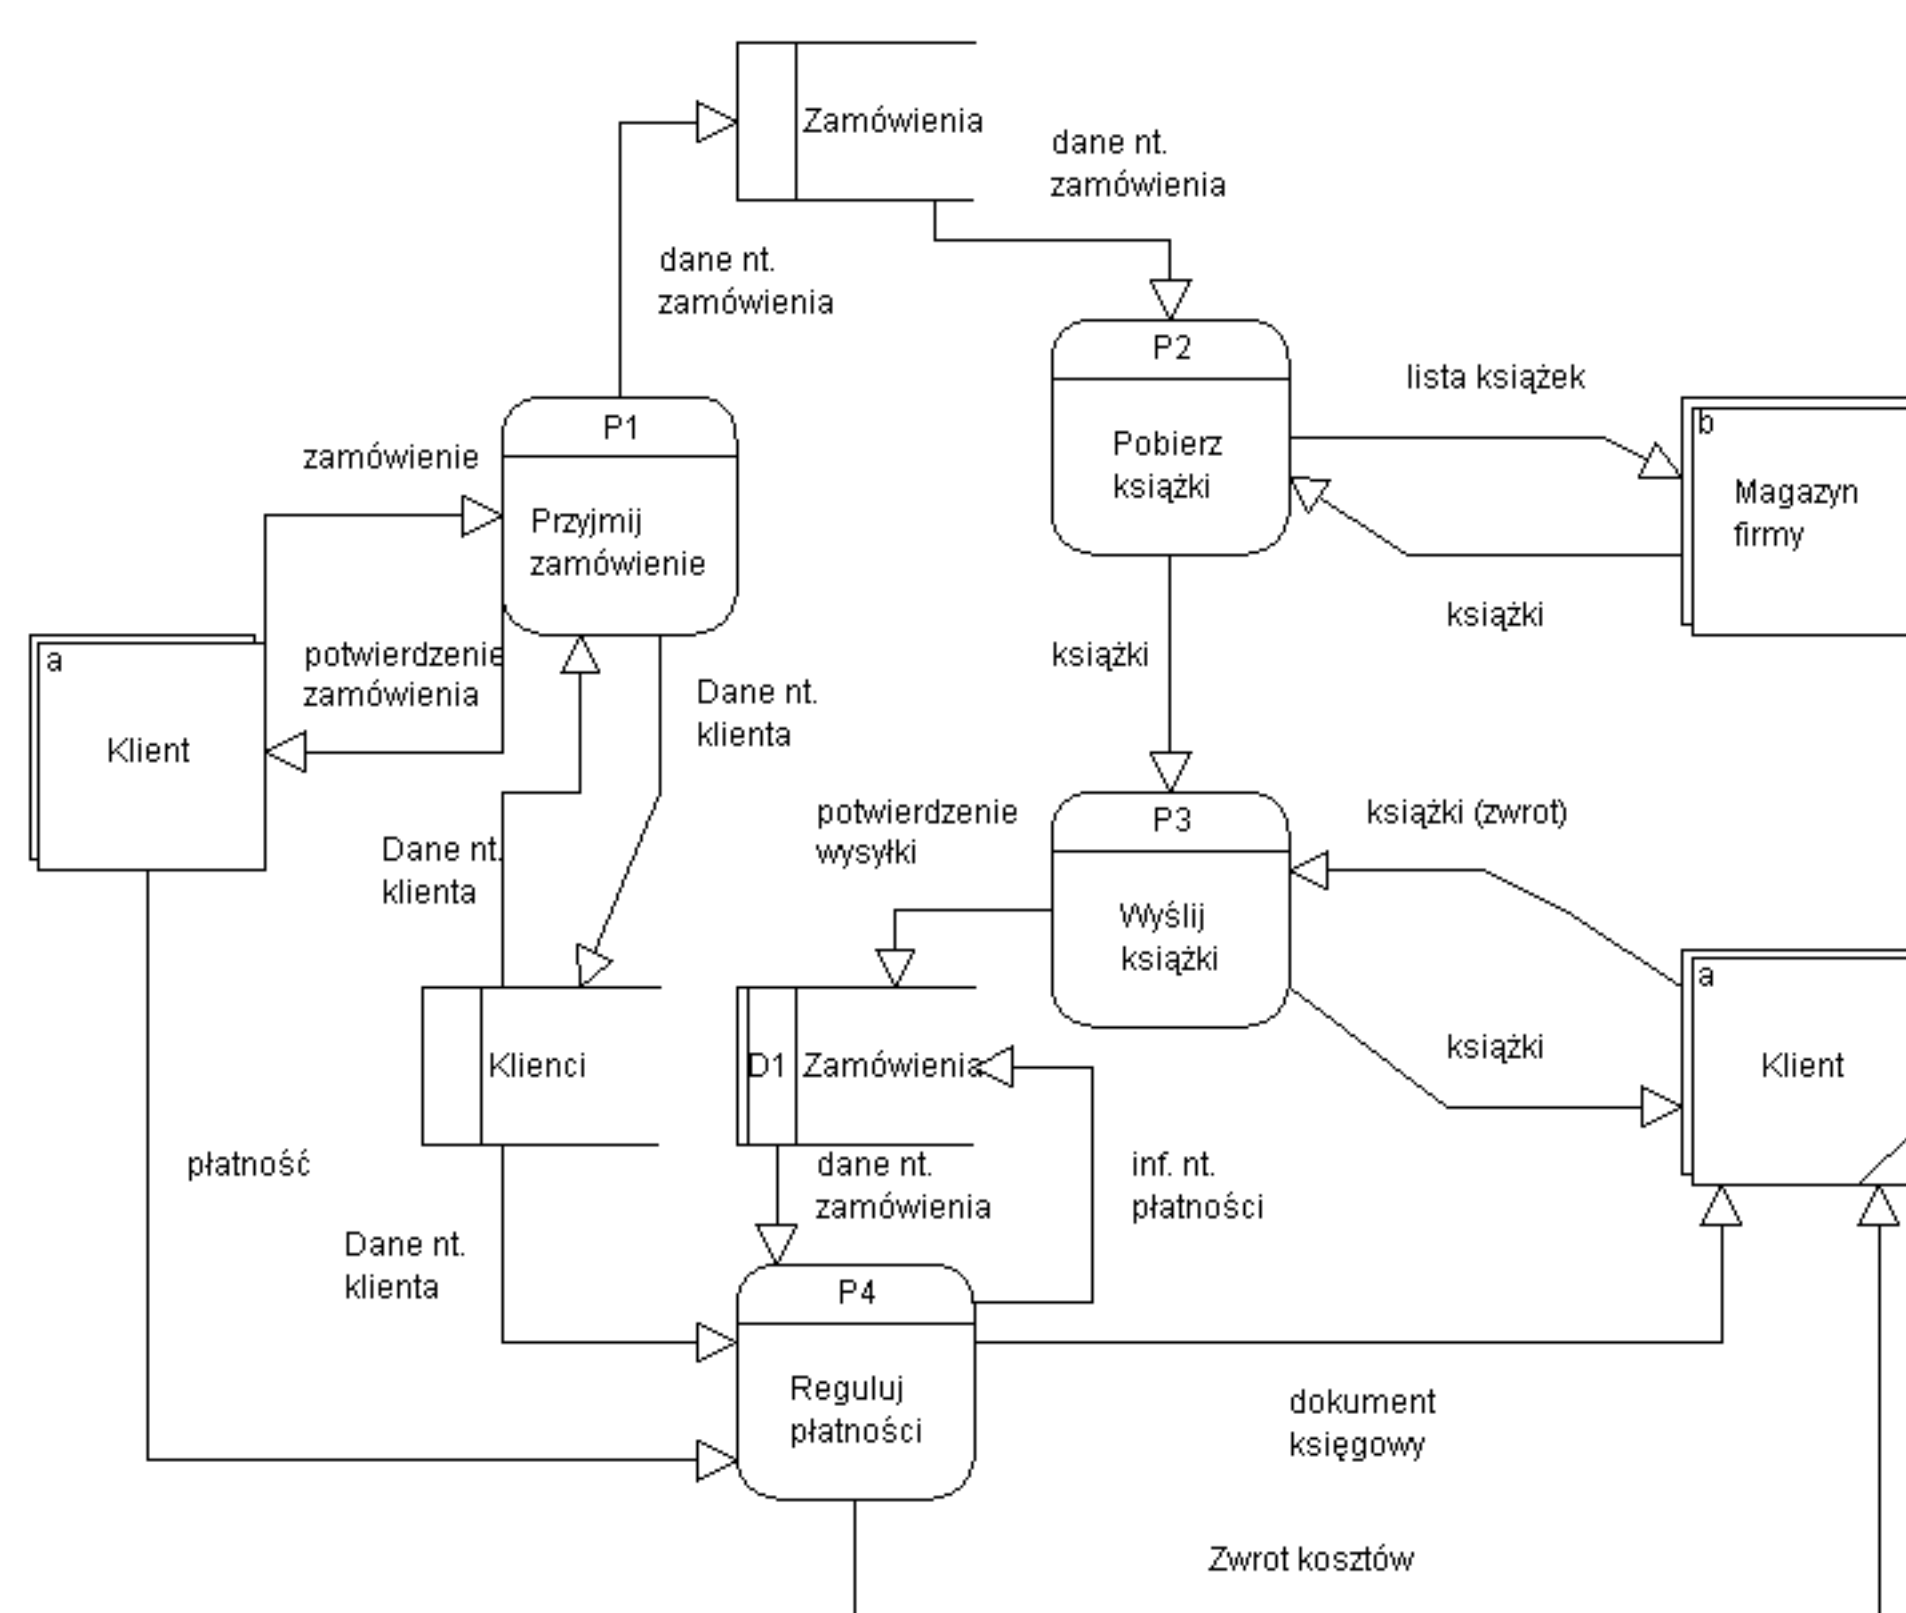 Zamówienia
dane nt.
zamówienia
dane nt.
zamówienia
P2
lista książek
P1
Pobierz
książki
b
Magazyn
firmy
zamówienie
Przyjmij
zamówienie
książki
a
potwierdzenie
zamówienia
książki
Dane nt.
klienta
Klient
P3
potwierdzenie
wysyłki
książki (zwrot)
Dane nt.
klienta
Wyślij
książki
a
książki
Klient
Klienci
D1
Zamówienia
płatność
dane nt.
zamówienia
inf. nt.
płatności
Dane nt.
klienta
P4
Reguluj
płatności
dokument
księgowy
Zwrot kosztów